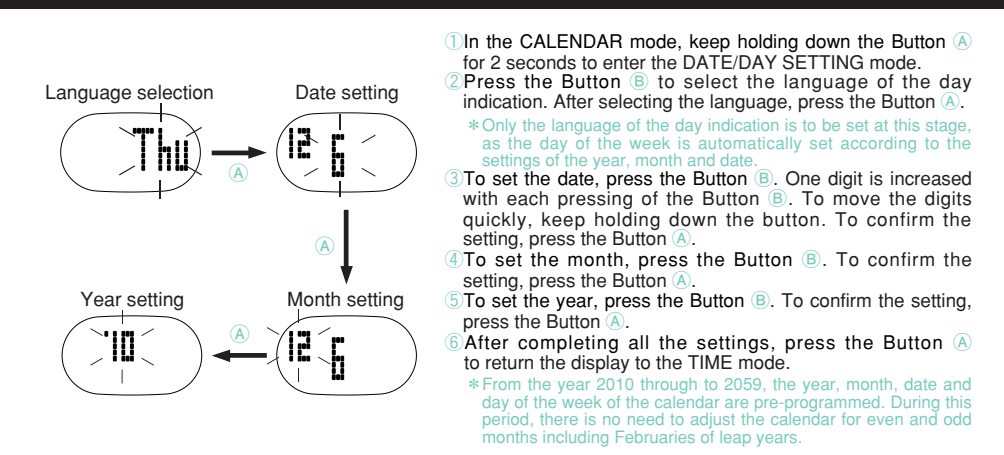 Language selection
Date setting
Thu
12 6
Ⓐ
Ⓐ
Year setting
Month setting
'10
Ⓐ
12 6
①In the CALENDAR mode, keep holding down the Button Ⓐ
for 2 seconds to enter the DATE/DAY SETTING mode.
②Press the Button Ⓑ to select the language of the day
indication. After selecting the language, press the Button Ⓐ.
*Only the language of the day indication is to be set at this stage,
as the day of the week is automatically set according to the
settings of the year, month and date.
③To set the date, press the Button Ⓑ. One digit is increased
with each pressing of the Button Ⓑ. To move the digits
quickly, keep holding down the button. To confirm the
setting, press the Button Ⓐ.
④To set the month, press the Button Ⓑ. To confirm the
setting, press the Button Ⓐ.
⑤To set the year, press the Button Ⓑ. To confirm the setting,
press the Button Ⓐ.
⑥After completing all the settings, press the Button Ⓐ
to return the display to the TIME mode.
*From the year 2010 through to 2059, the year, month, date and
day of the week of the calendar are pre-programmed. During this
period, there is no need to adjust the calendar for even and odd
months including Februaries of leap years.